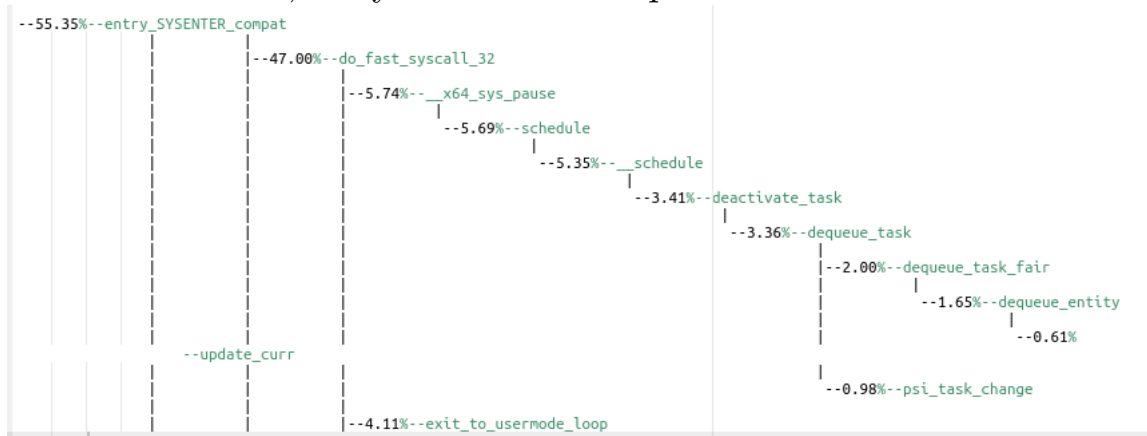 --55.35%--entry_SYSENTER_compat
|--47.00%--do_fast_syscall_32
|--5.74%--__x64_sys_pause
--5.69%--schedule
--5.35%--__schedule
--3.41%--deactivate_task
--3.36%--dequeue_task
|--2.00%--dequeue_task_fair
--1.65%--dequeue_entity
--0.61%
--update_curr
--0.98%--psi_task_change
|--4.11%--exit_to_usermode_loop